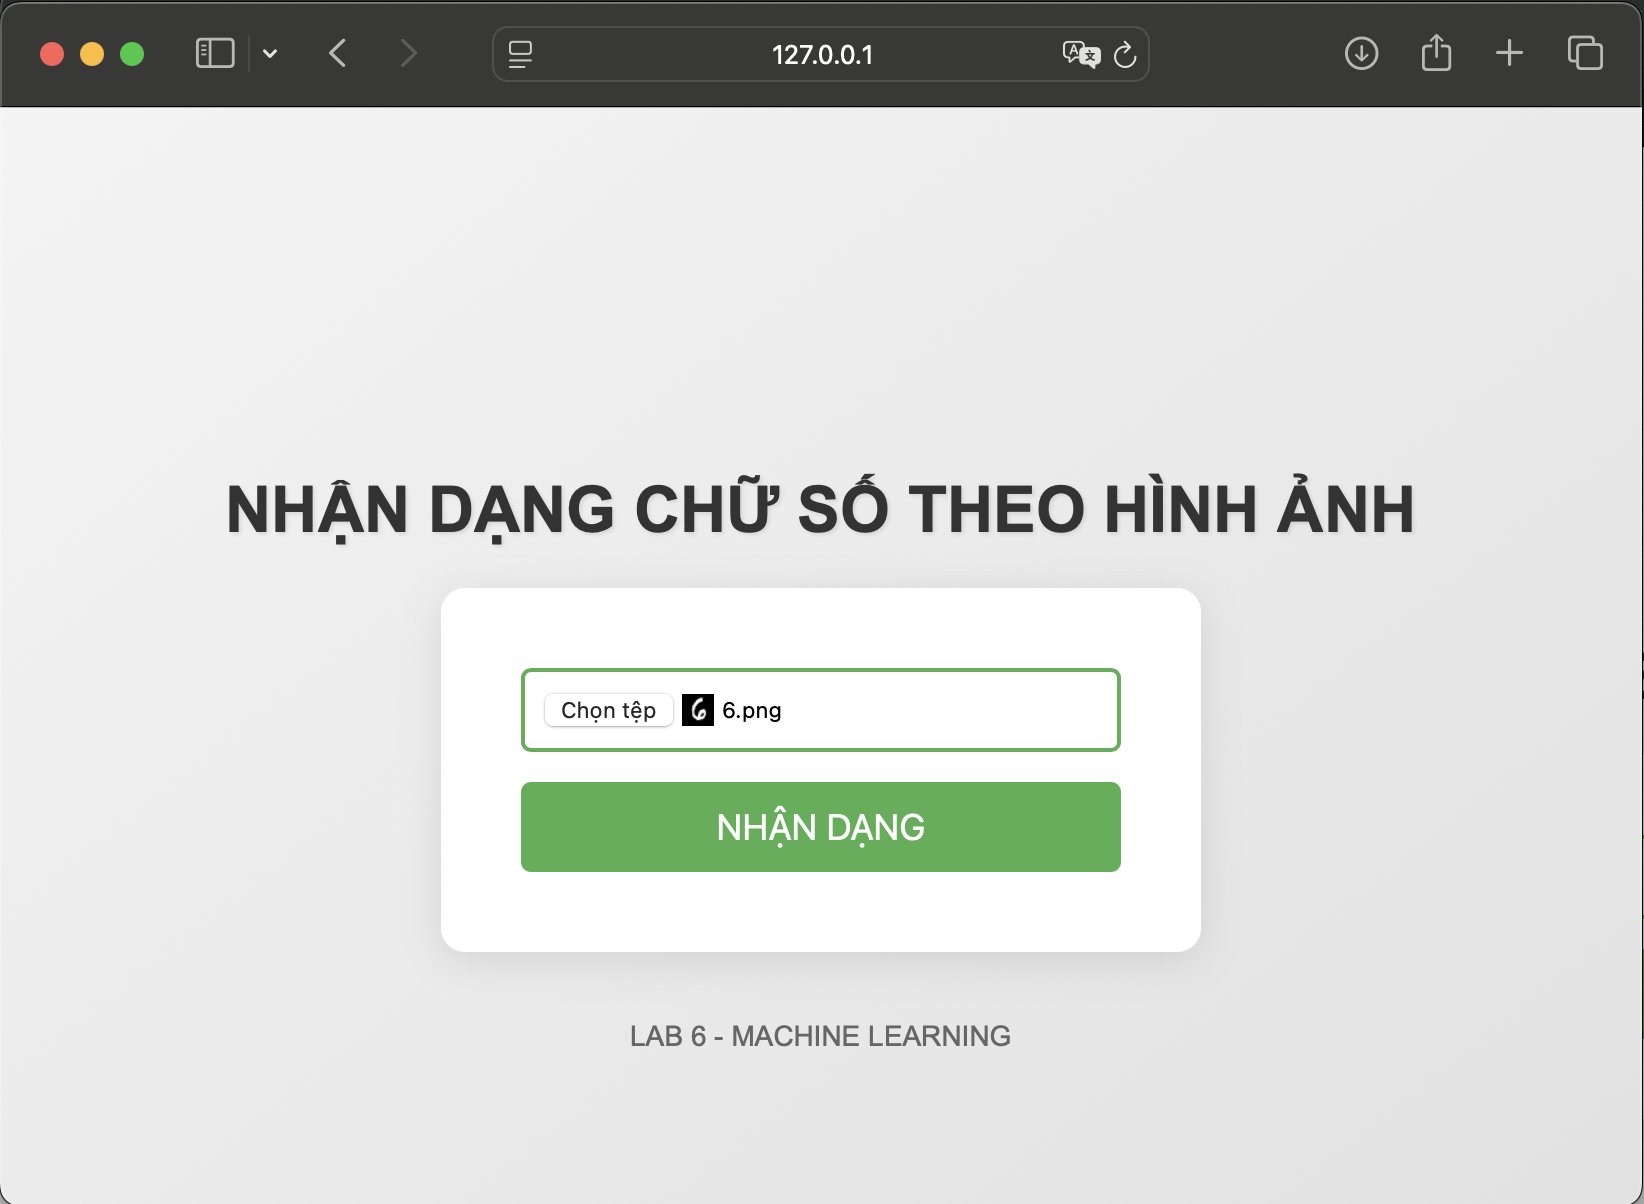 127.0.0.1
NHẬN DẠNG CHỮ SỐ THEO HÌNH ẢNH
Chọn tệp 6 6.png
NHẬN DẠNG
LAB 6 - MACHINE LEARNING